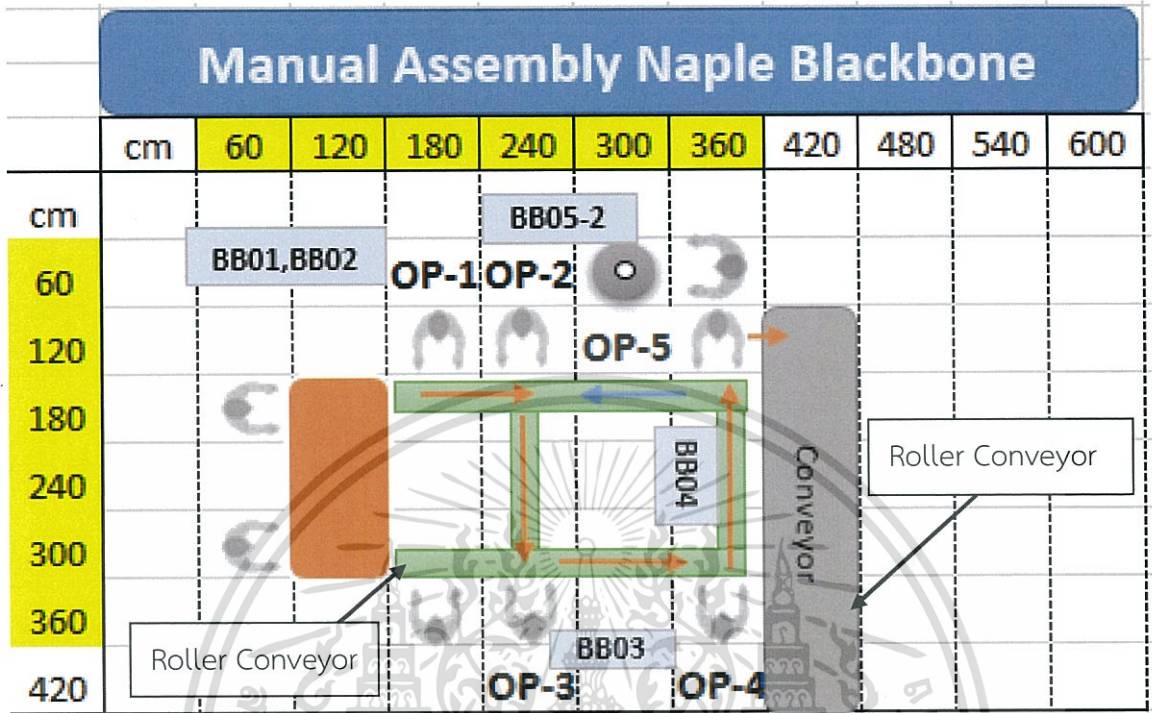 Manual Assembly Naple Blackbone
cm 60 120 180 240 300 360 420 480 540 600
cm
BB05-2
BB01,BB02
60
OP-1 OP-2
120
OP-5
180
240
BB04
Conveyor
Roller Conveyor
300
360
BB03
Roller Conveyor
420
OP-3
OP-4